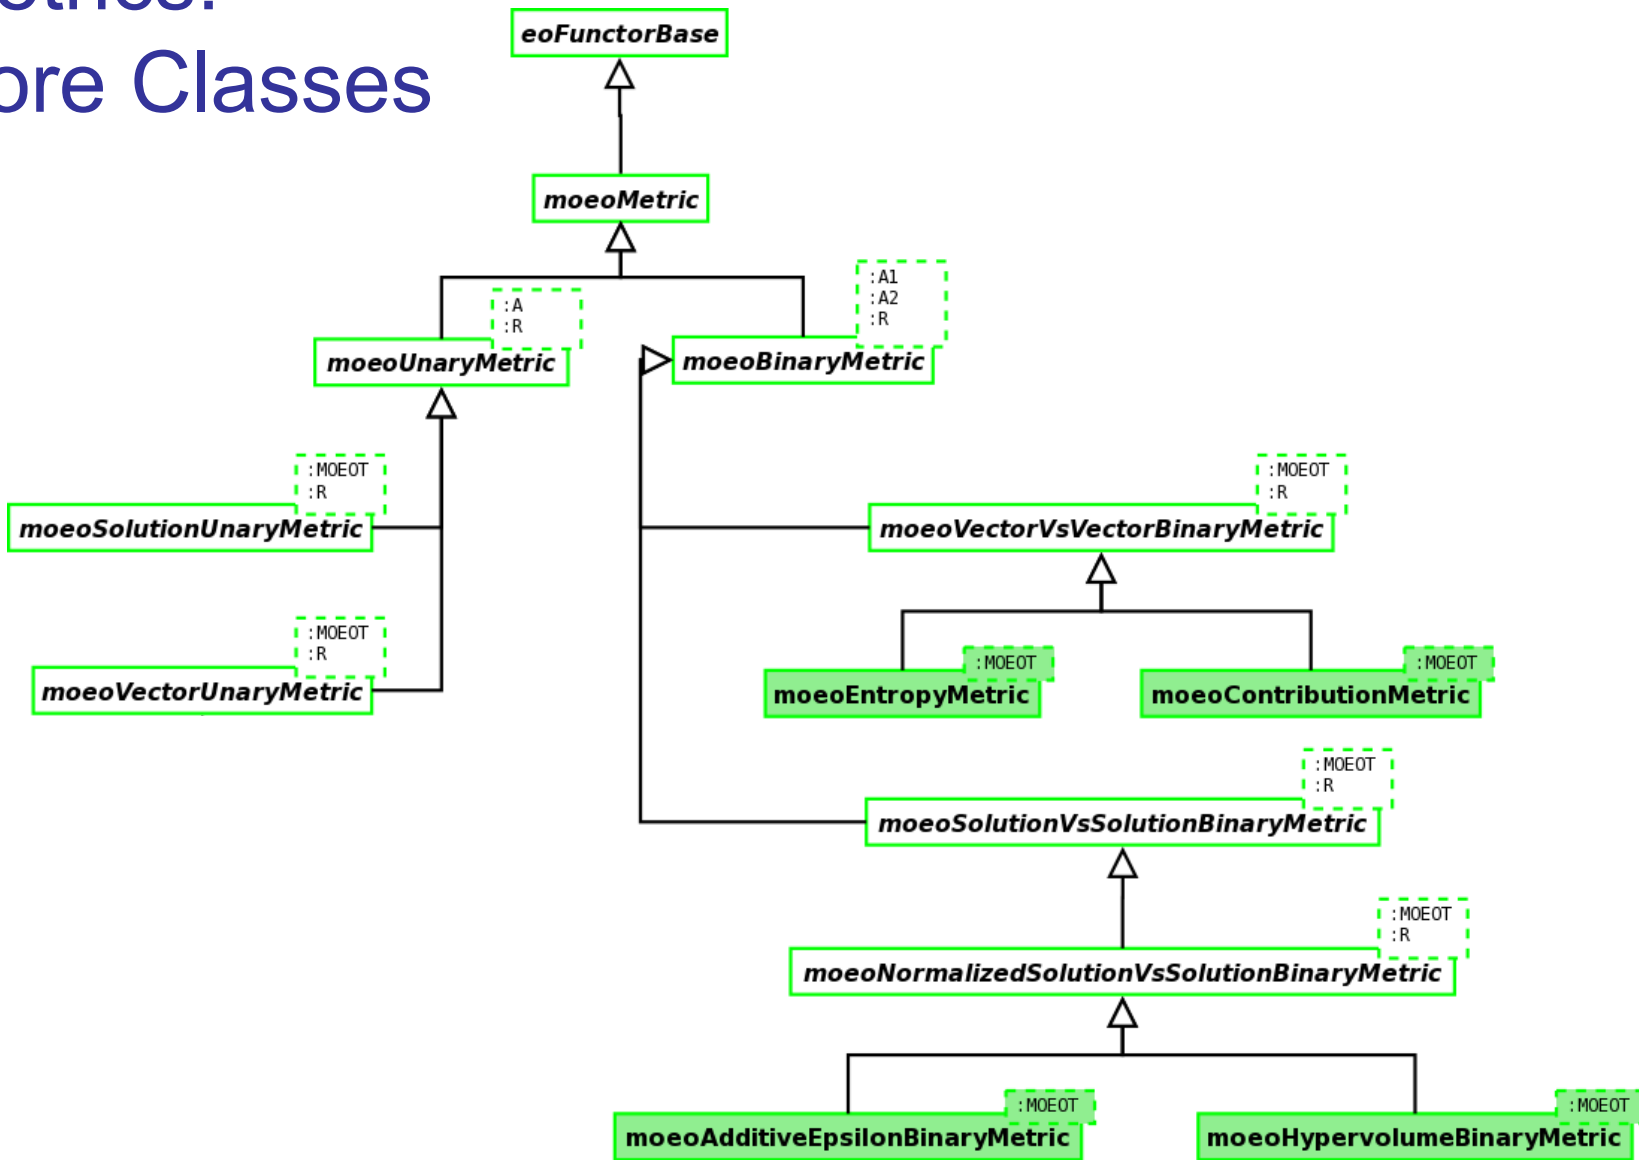 ore Classes
eoFunctorBase
moeoMetric
:A
:R
moeoUnaryMetric
:A1
:A2
:R
moeoBinaryMetric
:MOEOT
:R
moeoSolutionUnaryMetric
:MOEOT
:R
moeoVectorVsVectorBinaryMetric
:MOEOT
:R
moeoVectorUnaryMetric
:MOEOT
moeoEntropyMetric
:MOEOT
moeoContributionMetric
:MOEOT
:R
moeoSolutionVsSolutionBinaryMetric
:MOEOT
:R
moeoNormalizedSolutionVsSolutionBinaryMetric
:MOEOT
moeoAdditiveEpsilonBinaryMetric
:MOEOT
moeoHypervolumeBinaryMetric